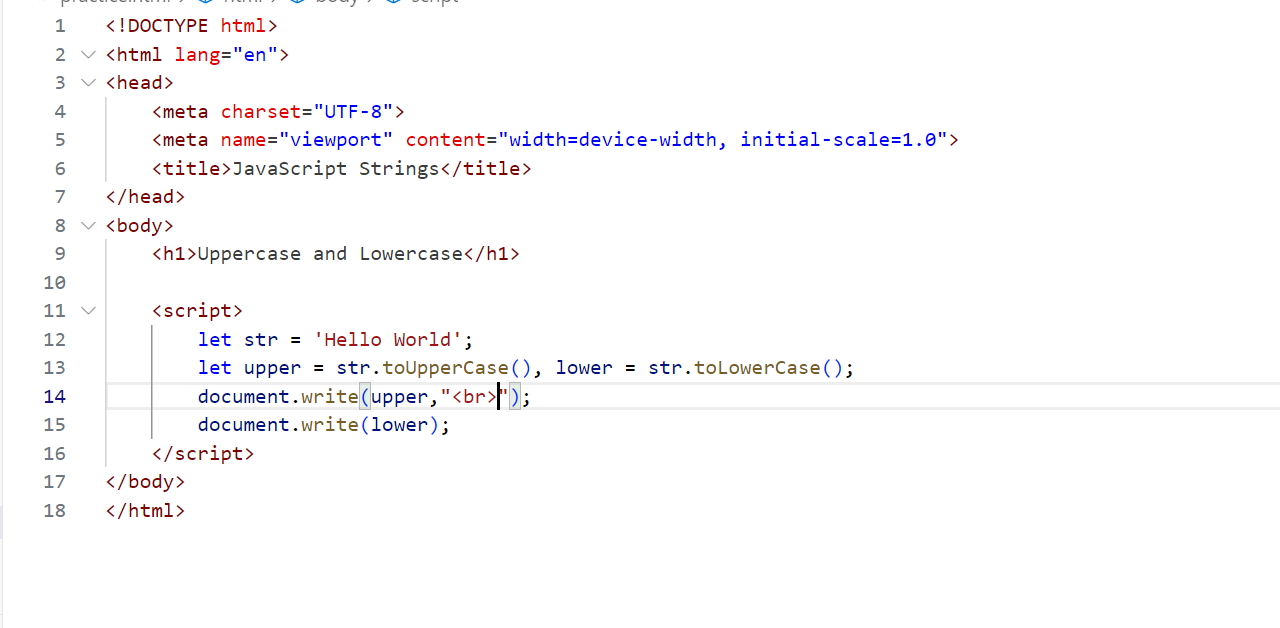 1 <!DOCTYPE html>
2 <html lang="en">
3 <head>
4     <meta charset="UTF-8">
5     <meta name="viewport" content="width=device-width, initial-scale=1.0">
6     <title>JavaScript Strings</title>
7 </head>
8 <body>
9     <h1>Uppercase and Lowercase</h1>
10
11     <script>
12         let str = 'Hello World';
13         let upper = str.toUpperCase(), lower = str.toLowerCase();
14         document.write(upper,"<br>");
15         document.write(lower);
16     </script>
17 </body>
18 </html>